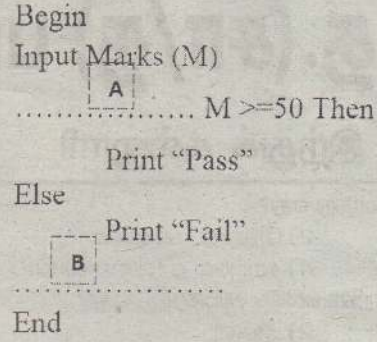 Begin
Input Marks (M)
A
.................. M >=50 Then
Print “Pass”
Else
Print “Fail”
B
.....................
End